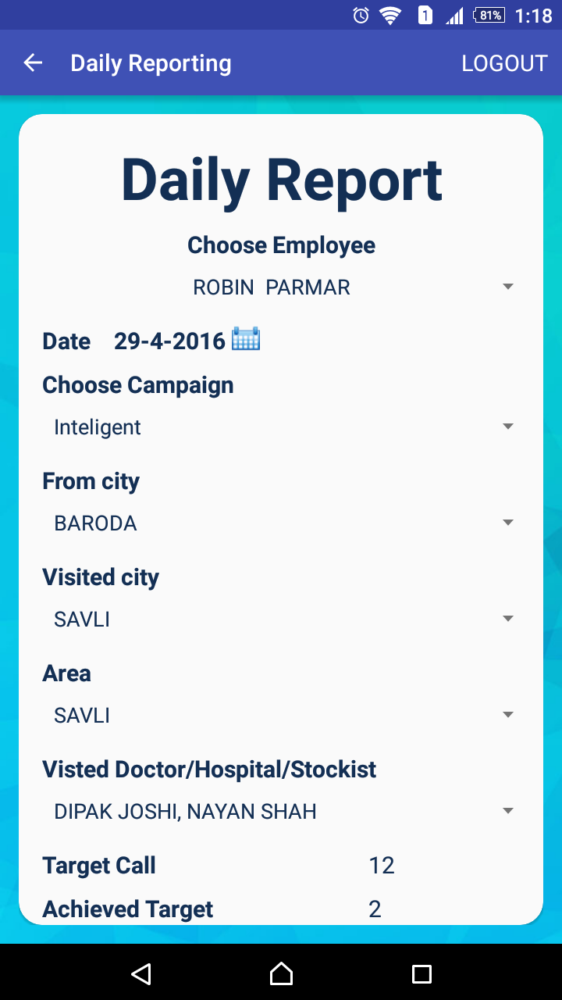 1 81% 1:18
Daily Reporting LOGOUT
Daily Report
Choose Employee
ROBIN PARMAR
Date 29-4-2016
Choose Campaign
Inteligent
From city
BARODA
Visited city
SAVLI
Area
SAVLI
Visted Doctor/Hospital/Stockist
DIPAK JOSHI, NAYAN SHAH
Target Call 12
Achieved Target 2